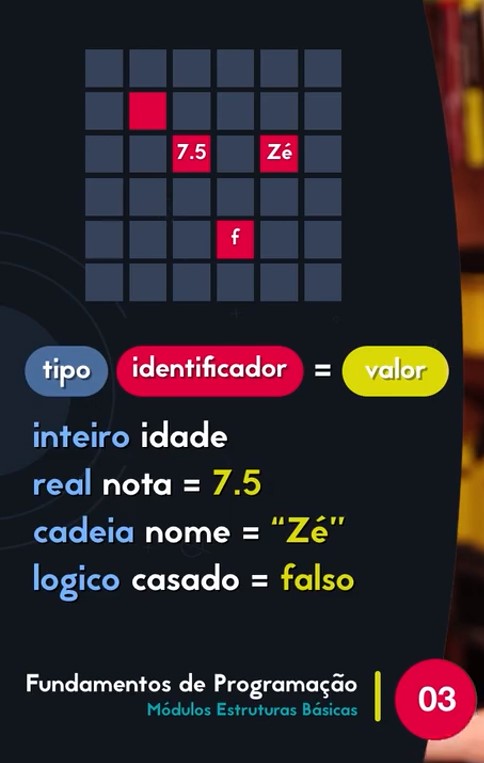 7.5 Zé
f
tipo identificador = valor
inteiro idade
real nota = 7.5
cadeia nome = “Zé”
logico casado = falso
Fundamentos de Programação
Módulos Estruturas Básicas
03